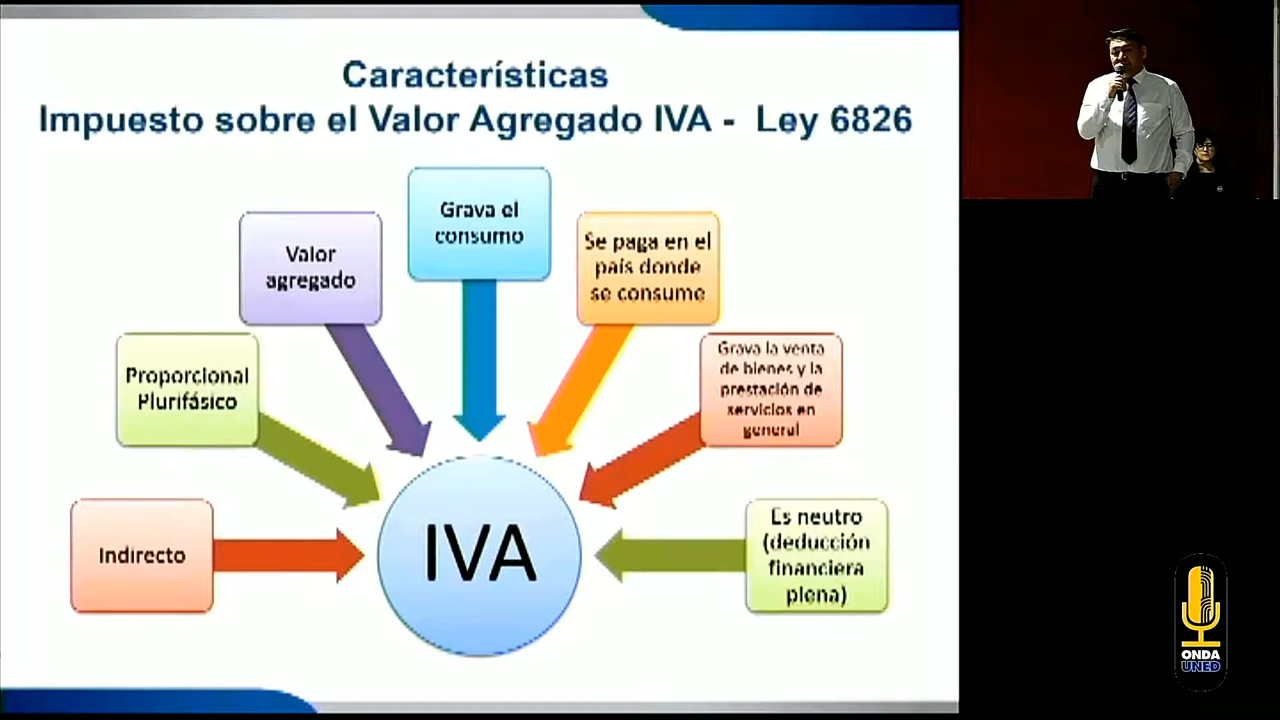 Características
Impuesto sobre el Valor Agregado IVA - Ley 6826
Grava el
consumo
Valor
agregado
Se paga en el
país donde
se consume
Proporcional
Plurifásico
Grava la venta
de bienes y la
prestación de
servicios en
general
Indirecto
IVA
Es neutro
(deducción
financiera
plena)
ONDA
UNED